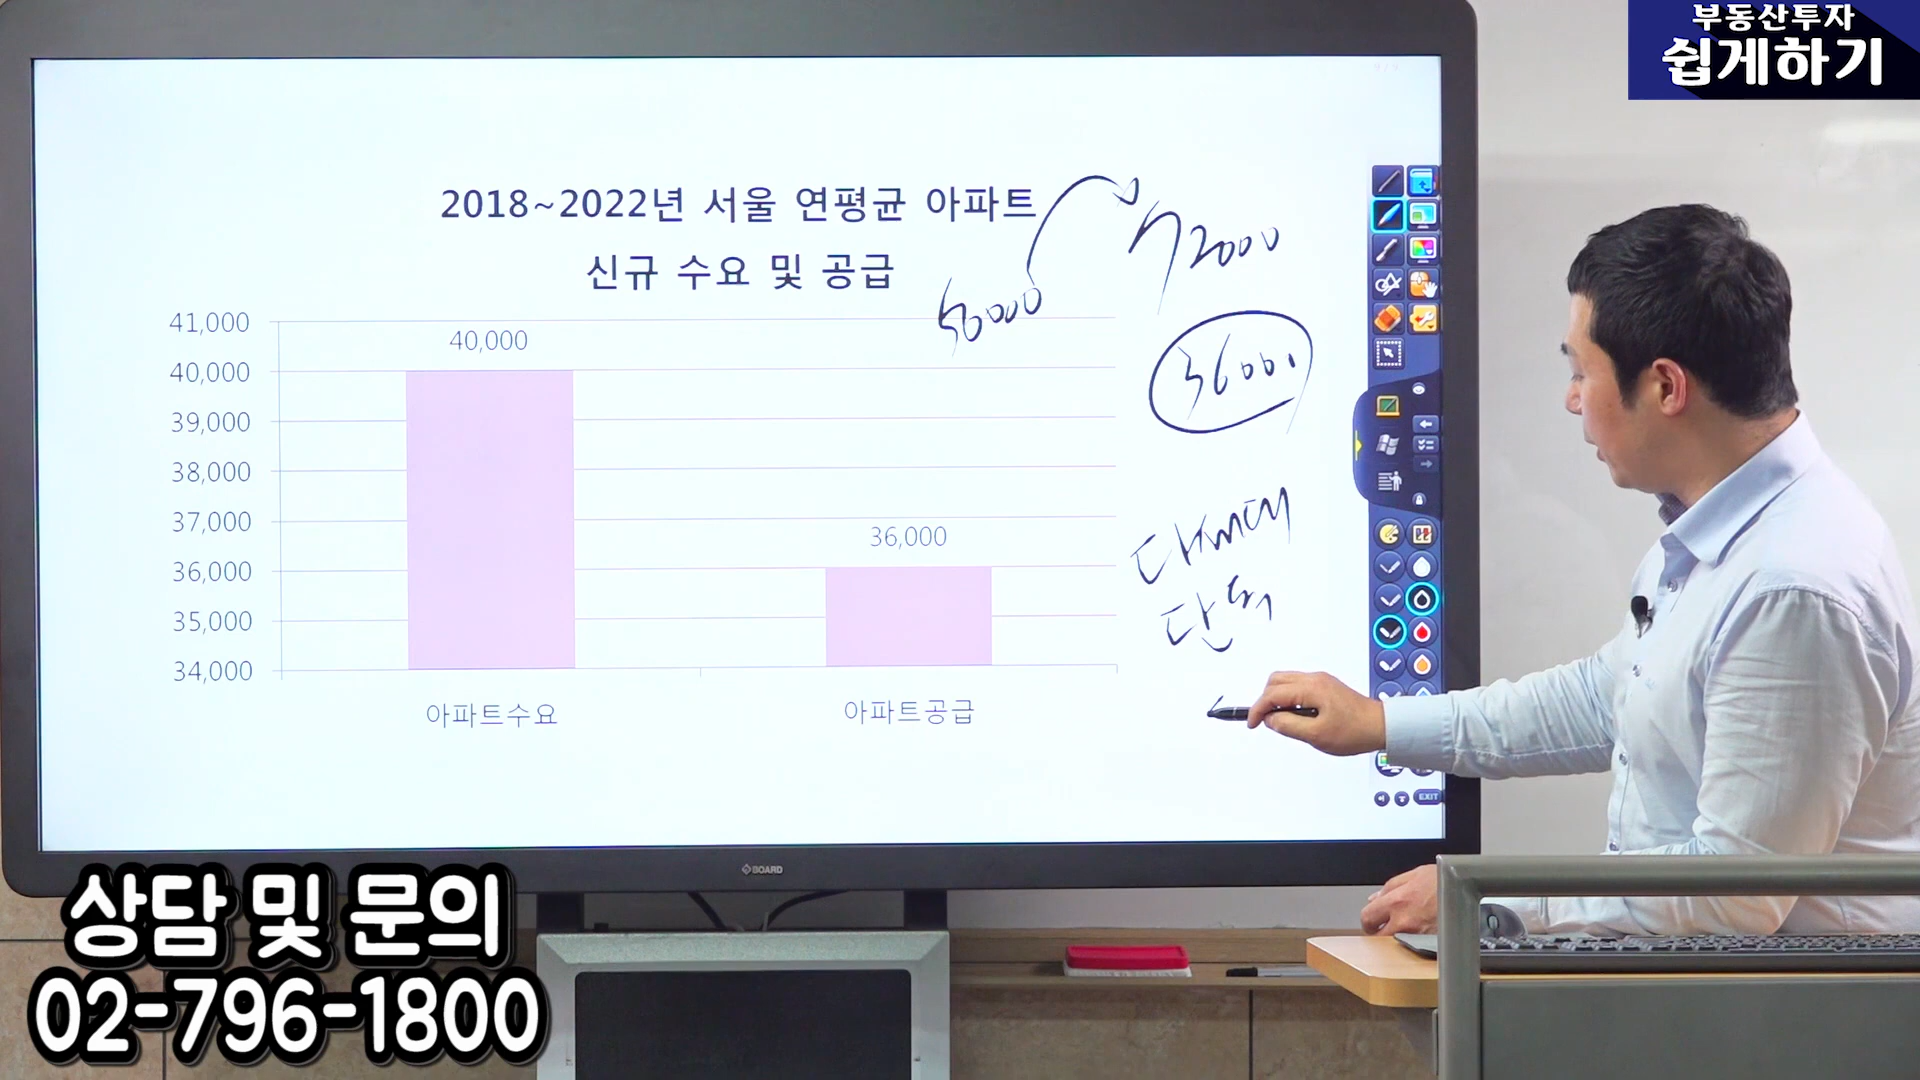 부동산투자
쉽게하기
2018~2022년 서울 연평균 아파트
신규 수요 및 공급
72000
50000
36000
41,000
40,000
39,000
38,000
37,000
36,000
35,000
34,000
40,000
36,000
아파트수요
아파트공급
다세대
단독
EXIT
BOARD
상담 및 문의
02-796-1800